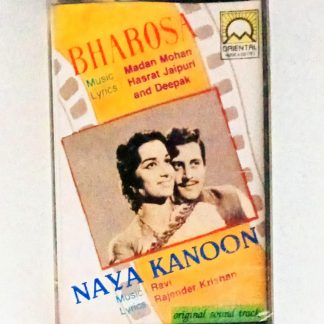 BHAROSA
ORIENTAL
Music Madan Mohan
Lyrics Hasrat Jaipuri
and Deepak
NAYA KANOON
Music Ravi
Lyrics Rajender Krishan
original sound track